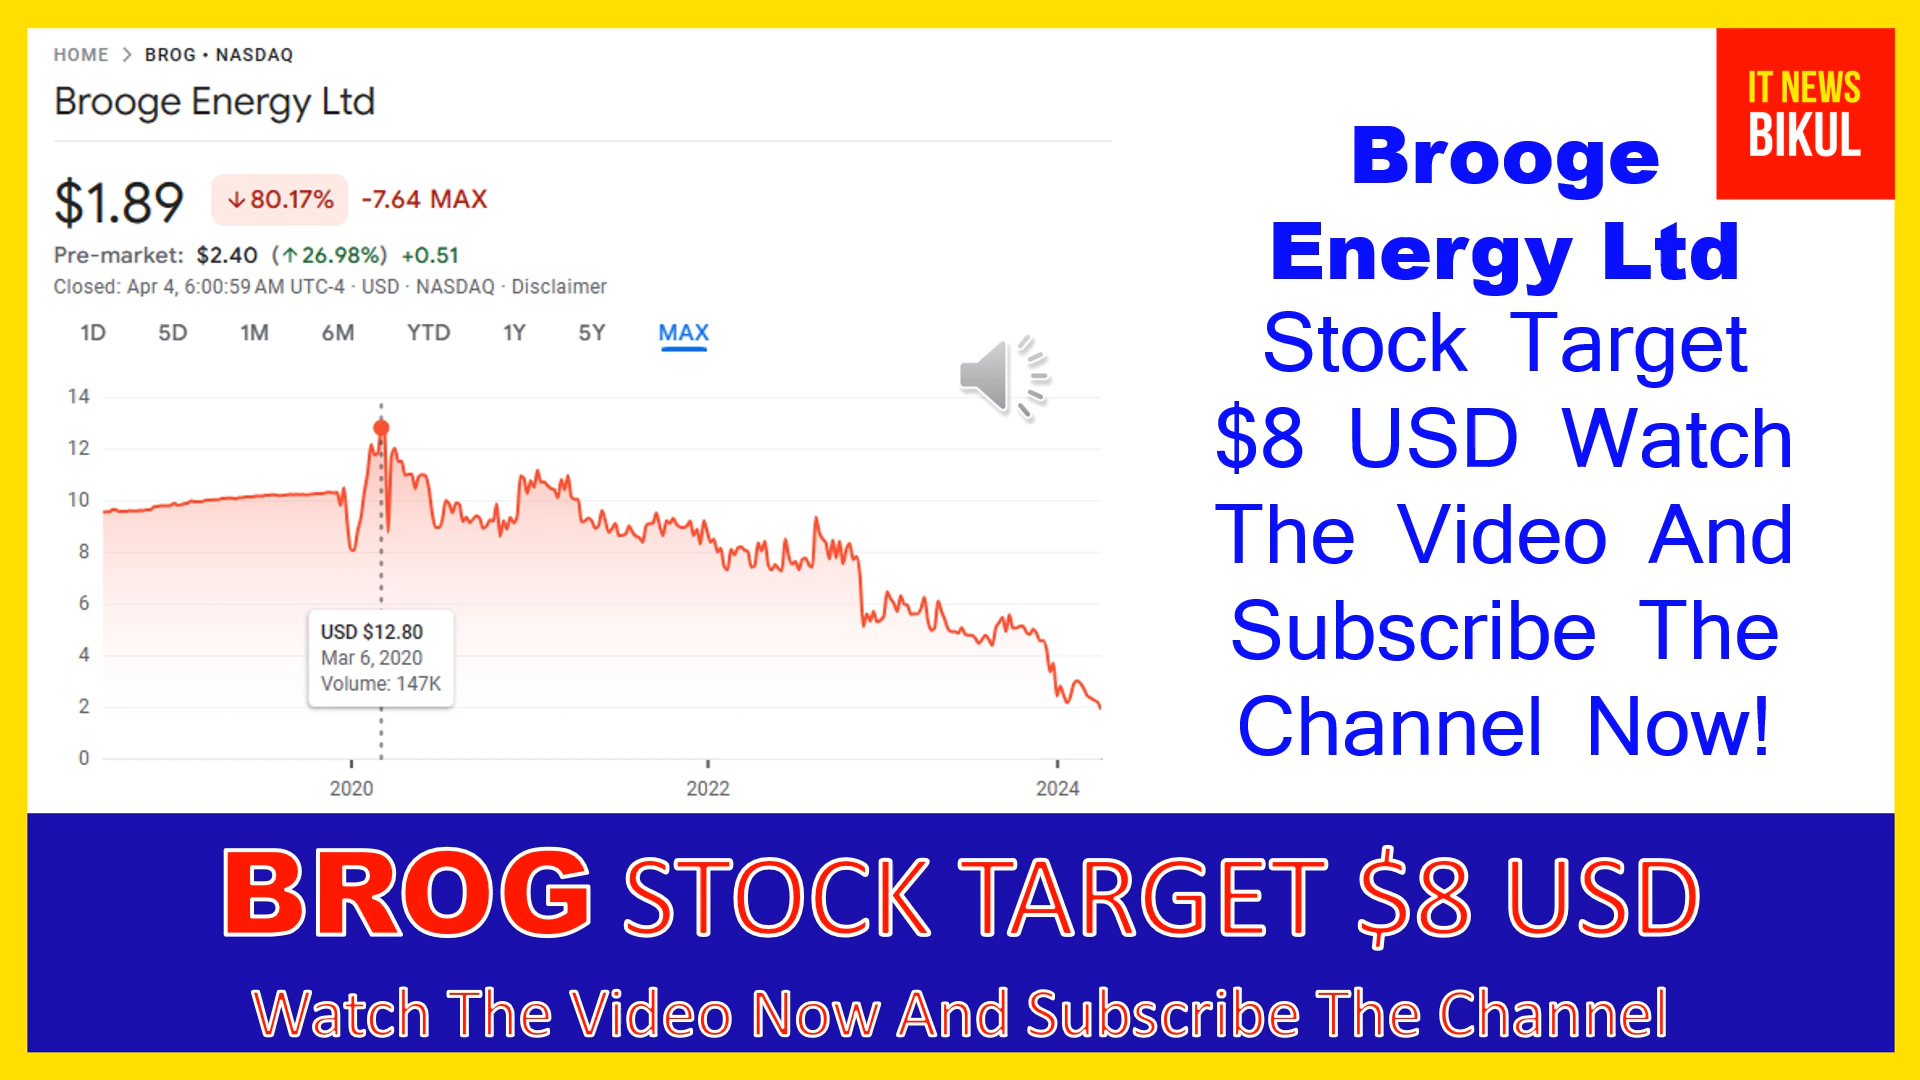 HOME > BROG • NASDAQ
Brooge Energy Ltd
$1.89 ↓80.17% -7.64 MAX
Pre-market: $2.40 (↑26.98%) +0.51
Closed: Apr 4, 6:00:59 AM UTC-4 · USD · NASDAQ · Disclaimer
1D 5D 1M 6M YTD 1Y 5Y MAX
14
12
10
8
6
4
2
0
USD $12.80
Mar 6, 2020
Volume: 147K
2020 2022 2024
IT NEWS
BIKUL
Brooge
Energy Ltd
Stock Target
$8 USD Watch
The Video And
Subscribe The
Channel Now!
BROG STOCK TARGET $8 USD
Watch The Video Now And Subscribe The Channel